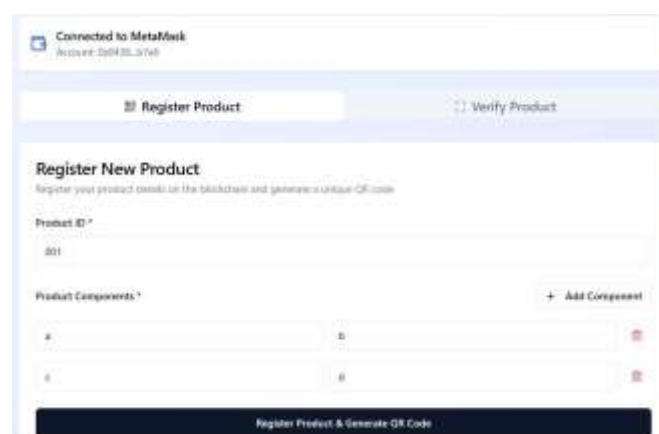 Connected to MetaMask
Account:
Register Product
Verify Product
Register New Product
Register your product details on the blockchain and generate a unique QR code
Product ID *
001
Product Components *
+ Add Component
a
b
c
d
Register Product & Generate QR Code